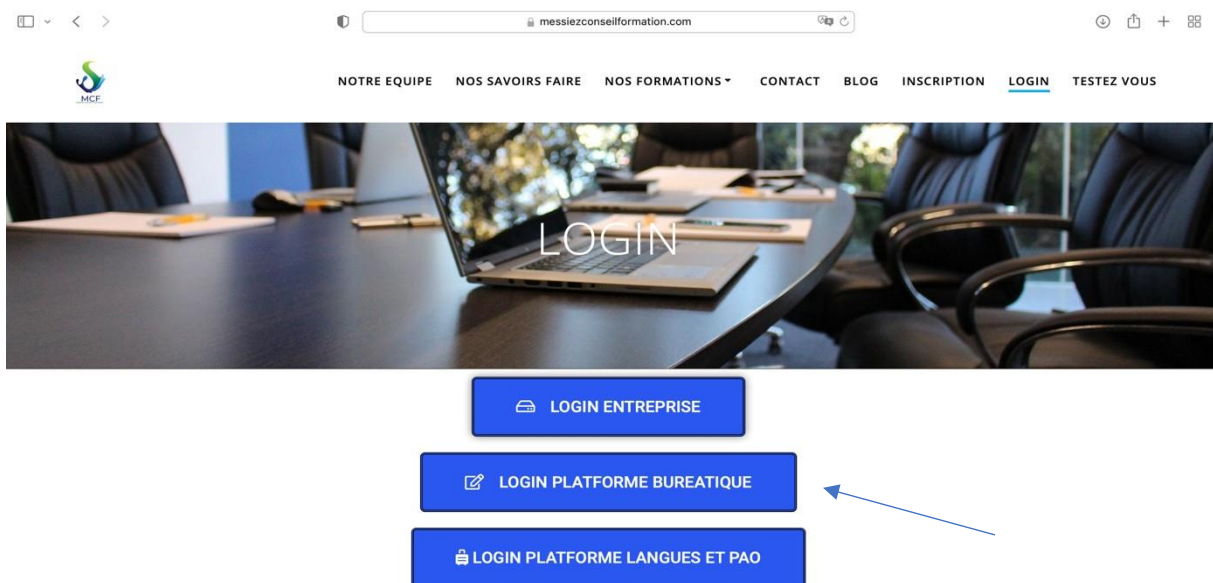 messiezconseilformation.com
MCF
NOTRE EQUIPE NOS SAVOIRS FAIRE NOS FORMATIONS CONTACT BLOG INSCRIPTION LOGIN TESTEZ VOUS
LOGIN
LOGIN ENTREPRISE
LOGIN PLATFORME BUREATIQUE
LOGIN PLATFORME LANGUES ET PAO